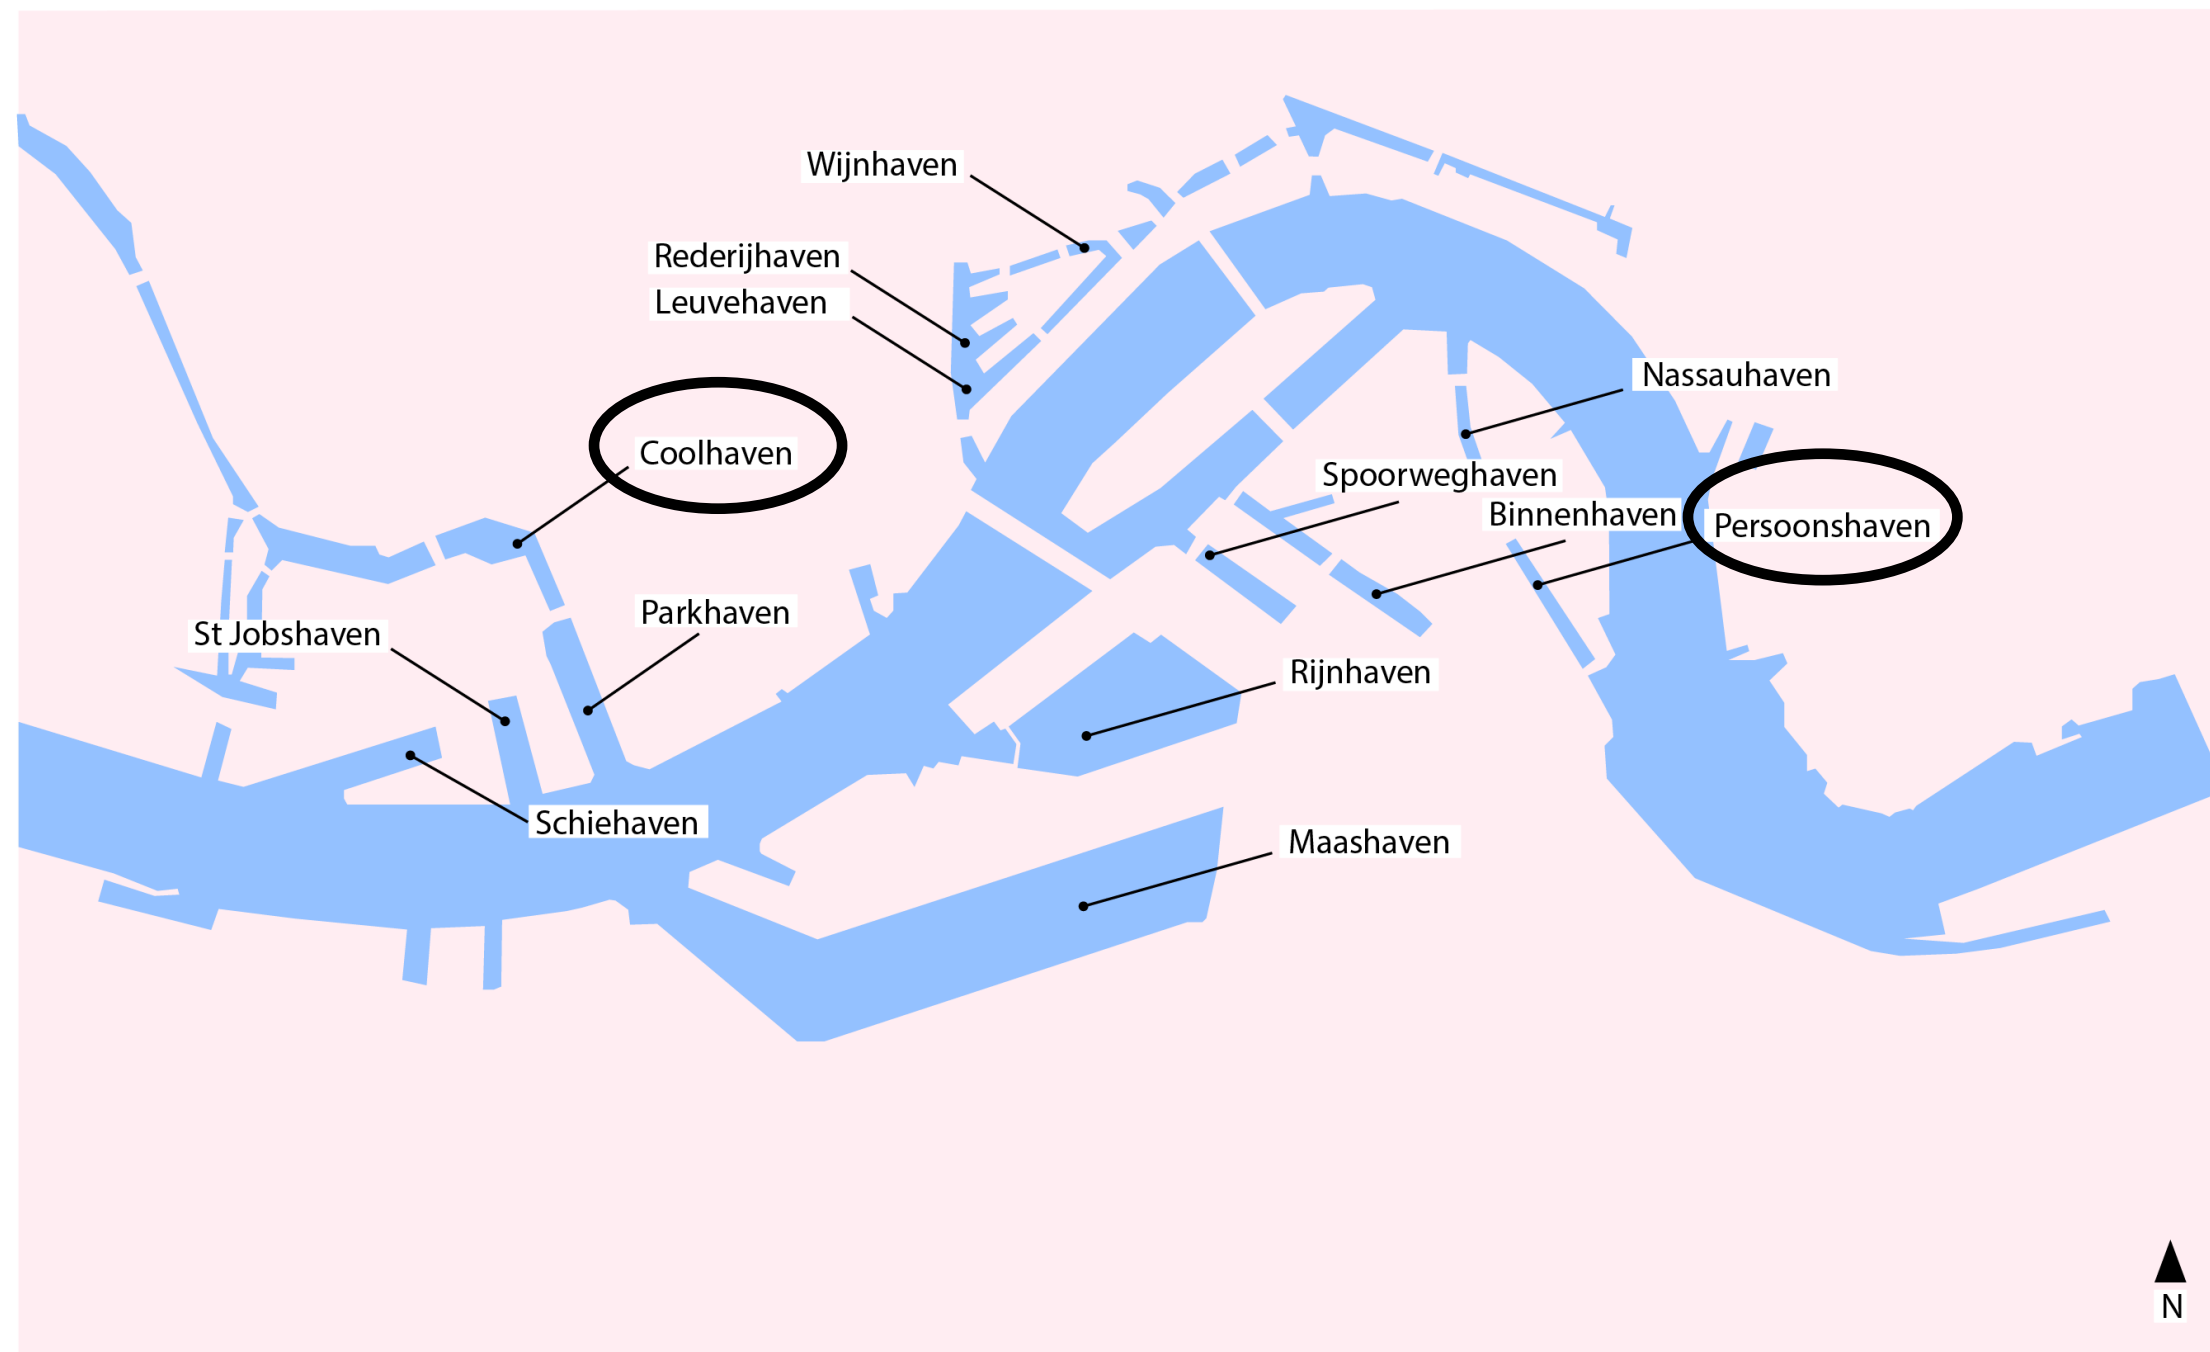 Wijnhaven
Rederijhaven
Leuvehaven
Nassauhaven
Coolhaven
Spoorweghaven
Binnenhaven
Persoonshaven
Parkhaven
St Jobshaven
Rijnhaven
Schiehaven
Maashaven
N